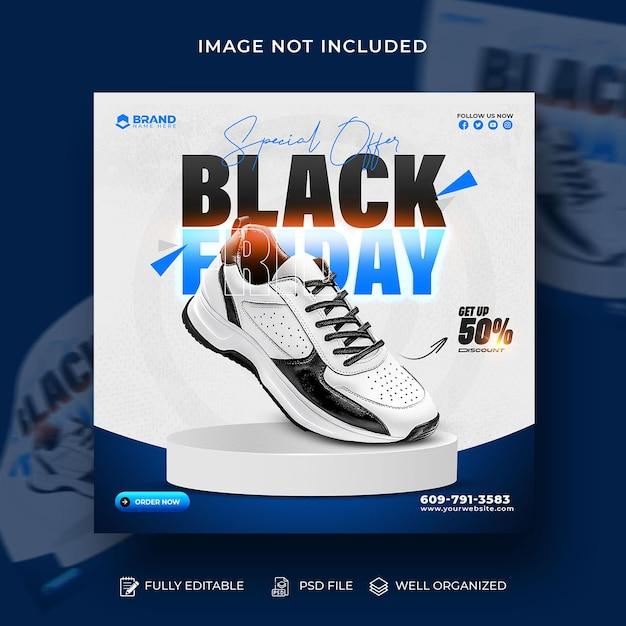 IMAGE NOT INCLUDED
BRAND
NAME HERE
FOLLOW US NOW
Special Offer
BLACK
FRIDAY
GET UP
50%
DISCOUNT
ORDER NOW
609-791-3583
www.yourwebsite.com
FULLY EDITABLE
PSD FILE
WELL ORGANIZED
BLACK